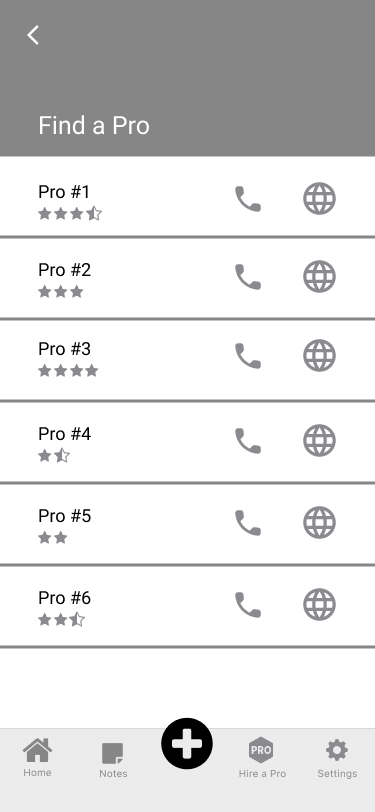 Find a Pro
Pro #1
Pro #2
Pro #3
Pro #4
Pro #5
Pro #6
PRO
Home
Notes
Hire a Pro
Settings